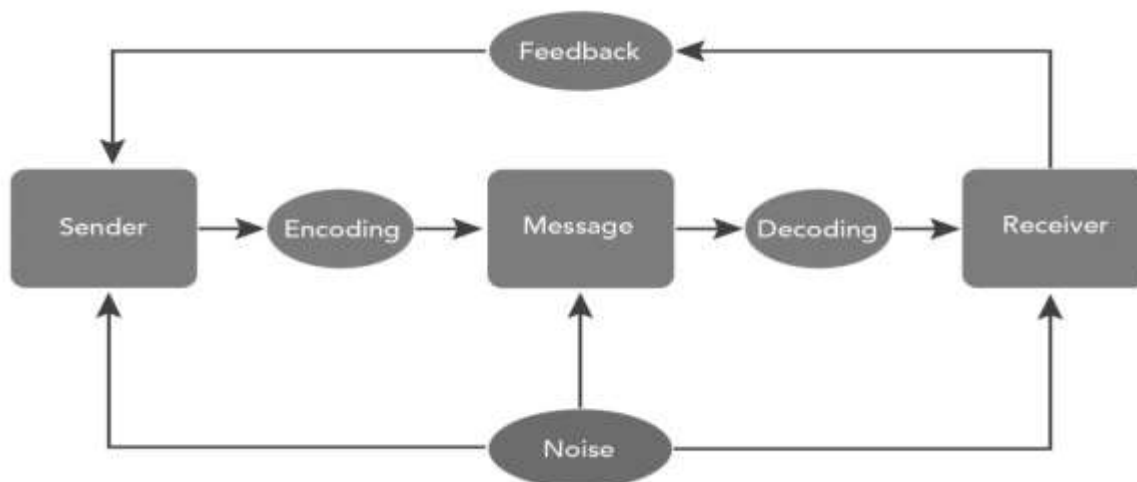 Feedback
Sender
Encoding
Message
Decoding
Receiver
Noise